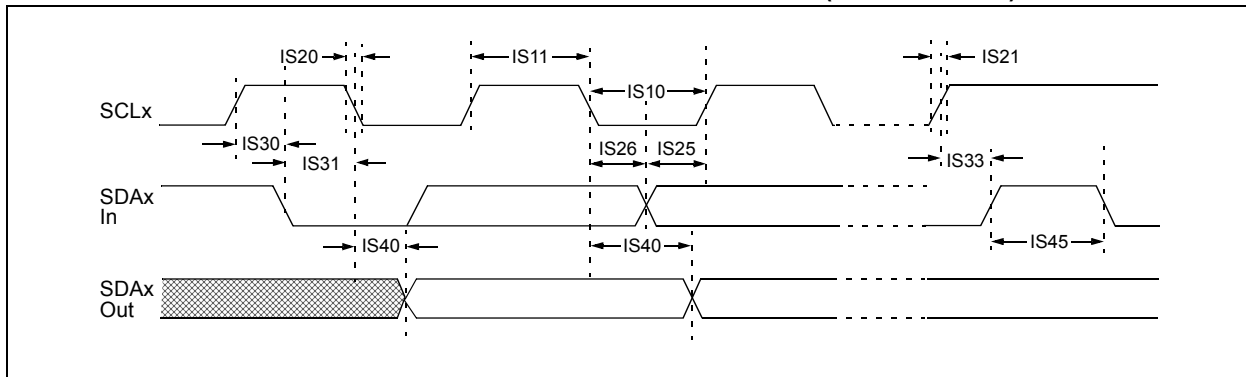 IS20
IS11
IS21
IS10
SCLx
IS30
IS26
IS25
IS31
IS33
SDAx
In
IS40
IS40
IS45
SDAx
Out